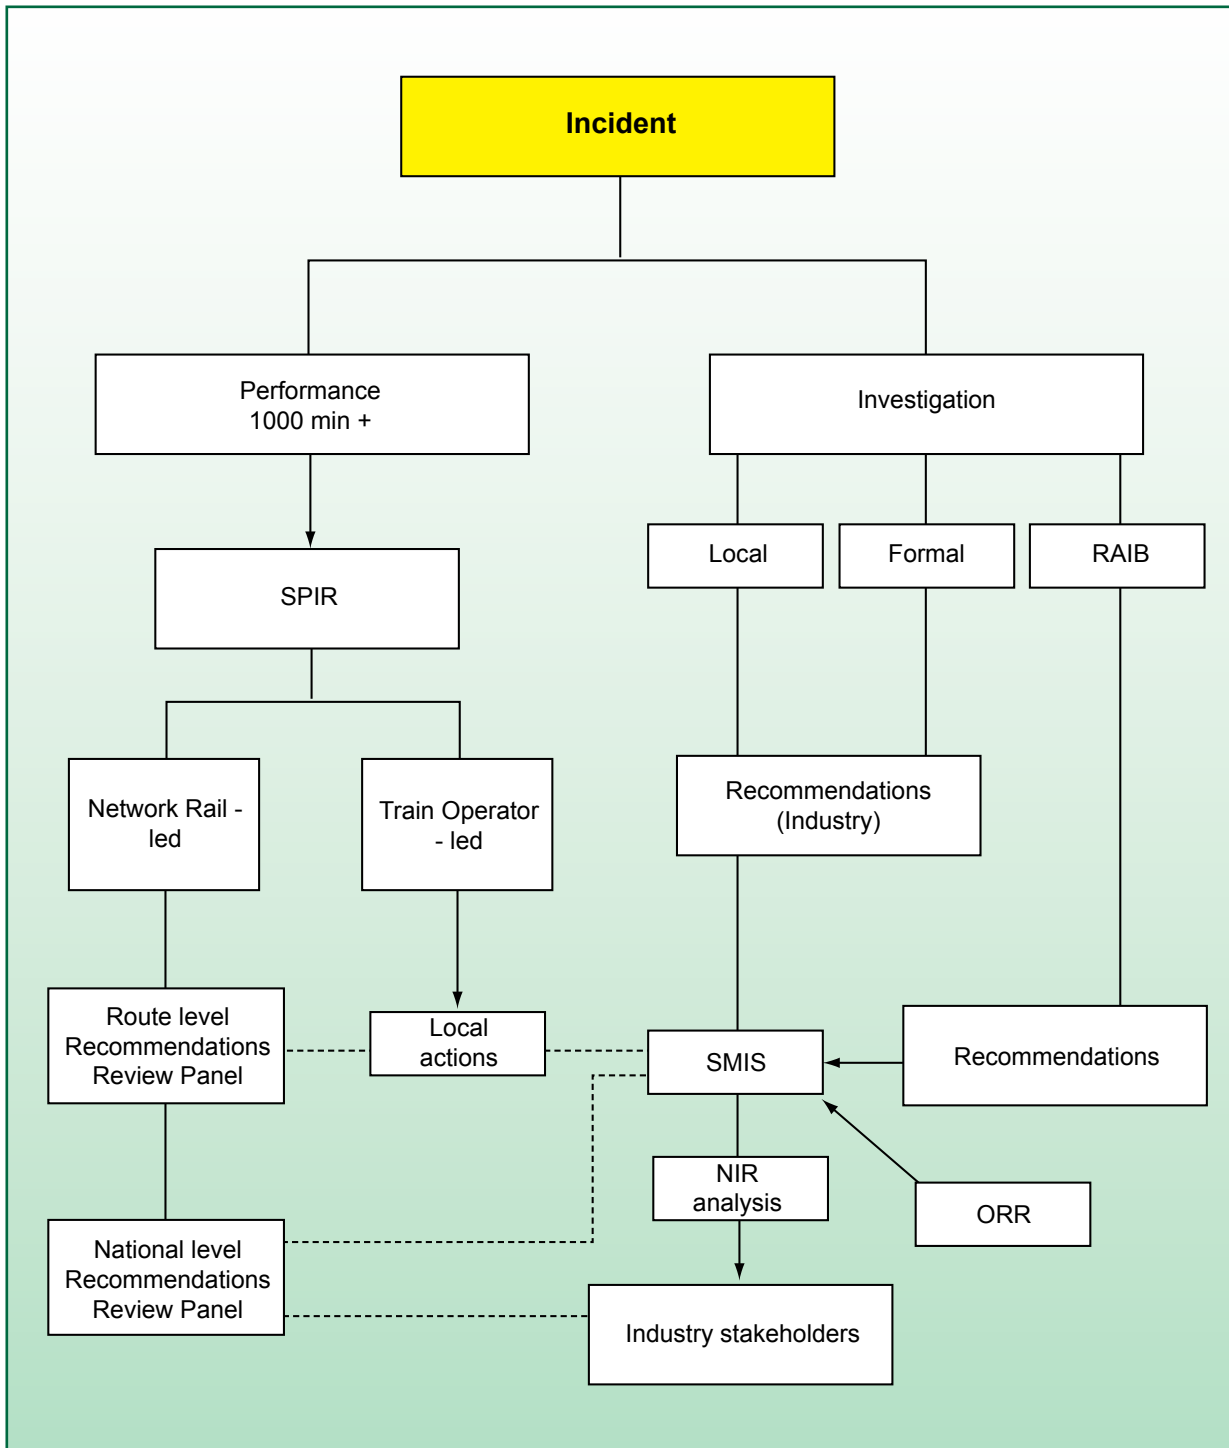 Incident
Performance
1000 min +
Investigation
SPIR
Local
Formal
RAIB
Network Rail -
led
Train Operator
- led
Recommendations
(Industry)
Route level
Recommendations
Review Panel
Local
actions
SMIS
Recommendations
NIR
analysis
ORR
National level
Recommendations
Review Panel
Industry stakeholders